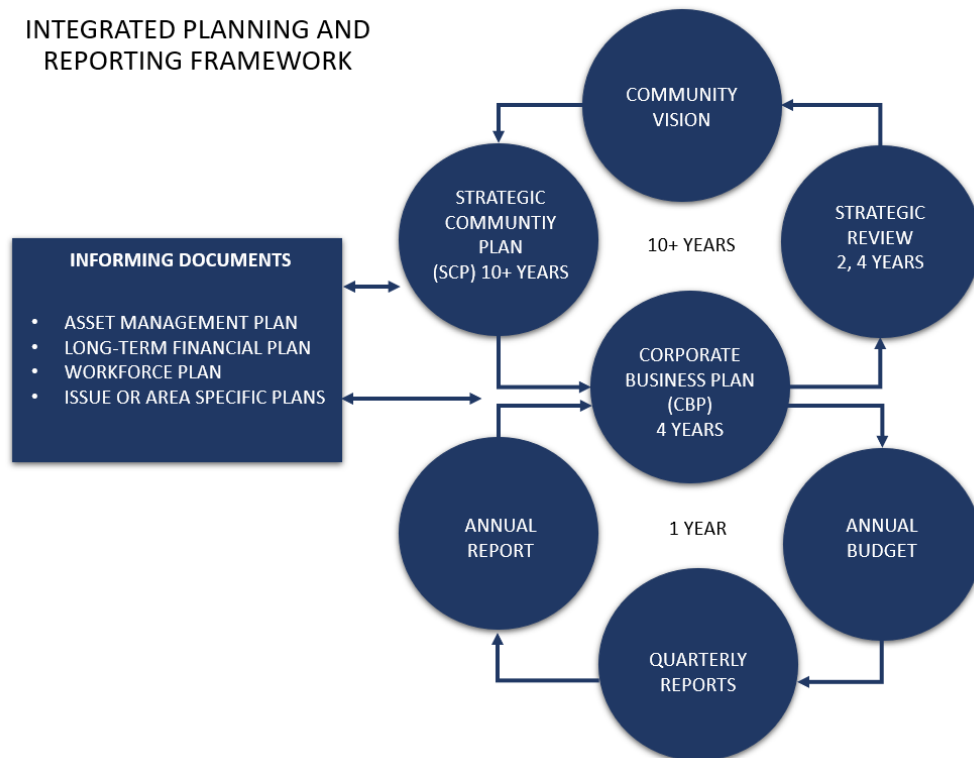 INTEGRATED PLANNING AND
REPORTING FRAMEWORK
COMMUNITY
VISION
STRATEGIC
COMMUNTIY
PLAN
(SCP) 10+ YEARS
10+ YEARS
STRATEGIC
REVIEW
2, 4 YEARS
INFORMING DOCUMENTS
• ASSET MANAGEMENT PLAN
• LONG-TERM FINANCIAL PLAN
• WORKFORCE PLAN
• ISSUE OR AREA SPECIFIC PLANS
CORPORATE
BUSINESS PLAN
(CBP)
4 YEARS
ANNUAL
REPORT
1 YEAR
ANNUAL
BUDGET
QUARTERLY
REPORTS